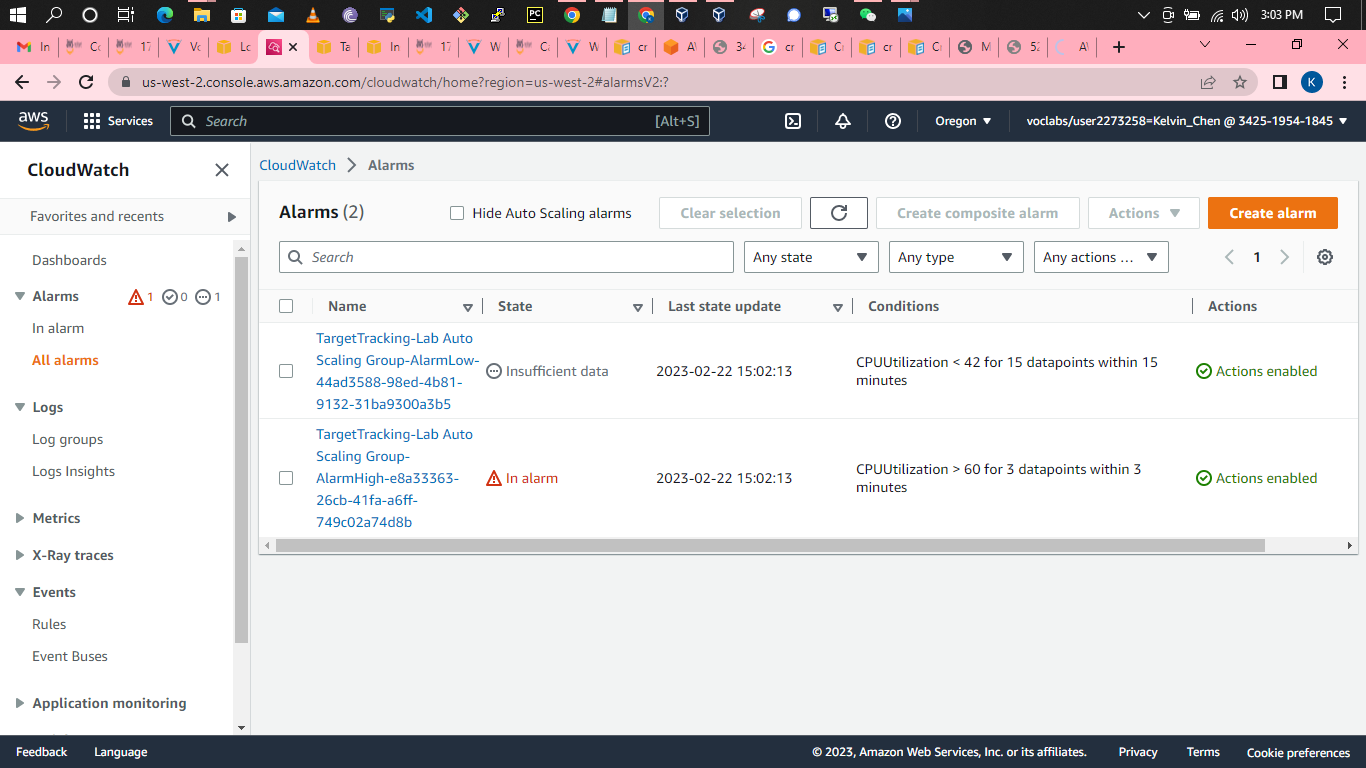 3:03 PM
In
Co
17
Vo
Lo
Ta
In
17
W
Ca
W
cr
A
34
cr
C
cr
C
M
52
A
us-west-2.console.aws.amazon.com/cloudwatch/home?region=us-west-2#alarmsV2:?
K
aws
Services
Search
[Alt+S]
Oregon
voclabs/user2273258=Kelvin_Chen @ 3425-1954-1845
CloudWatch
Favorites and recents
Dashboards
Alarms
1
0
1
In alarm
All alarms
Logs
Log groups
Logs Insights
Metrics
X-Ray traces
Events
Rules
Event Buses
Application monitoring
CloudWatch
Alarms
Alarms (2)
Hide Auto Scaling alarms
Clear selection
Create composite alarm
Actions
Create alarm
Search
Any state
Any type
Any actions ...
1
Name
State
Last state update
Conditions
Actions
TargetTracking-Lab Auto
Scaling Group-AlarmLow-
44ad3588-98ed-4b81-
9132-31ba9300a3b5
Insufficient data
2023-02-22 15:02:13
CPUUtilization < 42 for 15 datapoints within 15
minutes
Actions enabled
TargetTracking-Lab Auto
Scaling Group-
AlarmHigh-e8a33363-
26cb-41fa-a6ff-
749c02a74d8b
In alarm
2023-02-22 15:02:13
CPUUtilization > 60 for 3 datapoints within 3
minutes
Actions enabled
Feedback
Language
© 2023, Amazon Web Services, Inc. or its affiliates.
Privacy
Terms
Cookie preferences